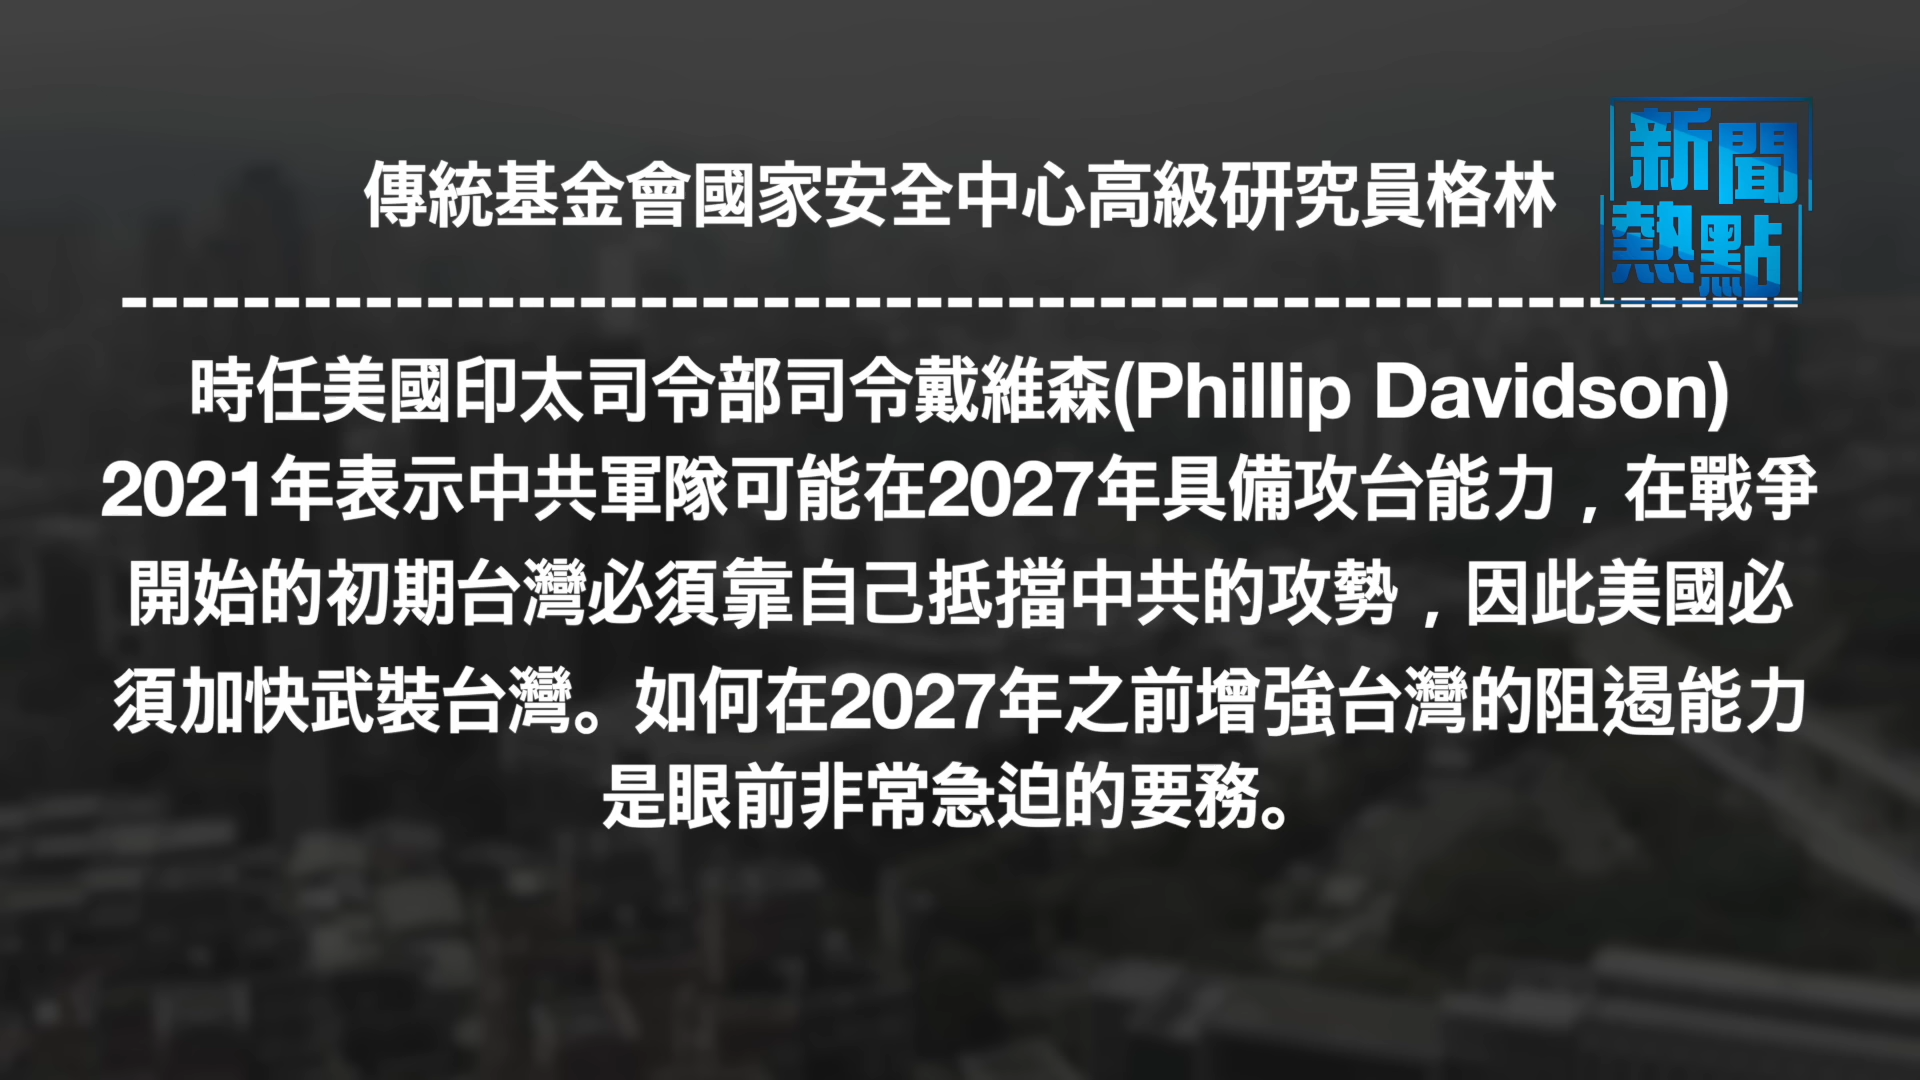 傳統基金會國家安全中心高級研究員格林
新聞
熱點
時任美國印太司令部司令戴維森(Phillip Davidson)
2021年表示中共軍隊可能在2027年具備攻台能力，在戰爭
開始的初期台灣必須靠自己抵擋中共的攻勢，因此美國必
須加快武裝台灣。如何在2027年之前增強台灣的阻遏能力
是眼前非常急迫的要務。